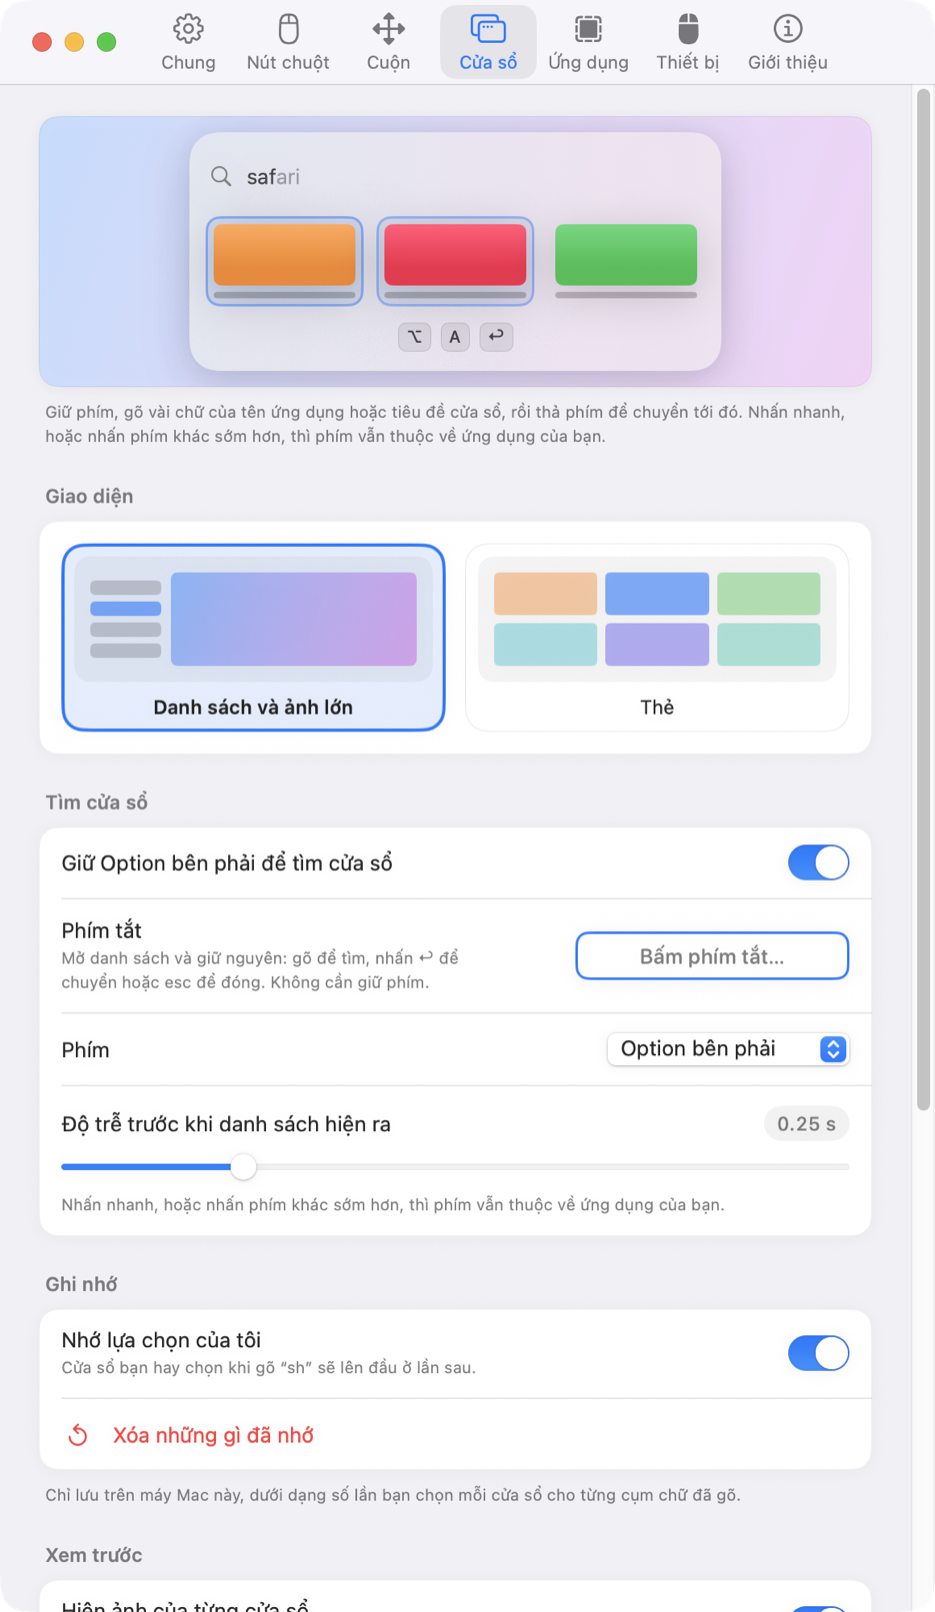 Chung
Nút chuột
Cuộn
Cửa sổ
Ứng dụng
Thiết bị
Giới thiệu
safari
⌥ A ↩
Giữ phím, gõ vài chữ của tên ứng dụng hoặc tiêu đề cửa sổ, rồi thả phím để chuyển tới đó. Nhấn nhanh,
hoặc nhấn phím khác sớm hơn, thì phím vẫn thuộc về ứng dụng của bạn.
Giao diện
Danh sách và ảnh lớn
Thẻ
Tìm cửa sổ
Giữ Option bên phải để tìm cửa sổ
Phím tắt
Mở danh sách và giữ nguyên: gõ để tìm, nhấn ↩ để
chuyển hoặc esc để đóng. Không cần giữ phím.
Bấm phím tắt...
Phím
Option bên phải
Độ trễ trước khi danh sách hiện ra
0.25 s
Nhấn nhanh, hoặc nhấn phím khác sớm hơn, thì phím vẫn thuộc về ứng dụng của bạn.
Ghi nhớ
Nhớ lựa chọn của tôi
Cửa sổ bạn hay chọn khi gõ “sh” sẽ lên đầu ở lần sau.
Xóa những gì đã nhớ
Chỉ lưu trên máy Mac này, dưới dạng số lần bạn chọn mỗi cửa sổ cho từng cụm chữ đã gõ.
Xem trước
Hiện ảnh của từng cửa sổ